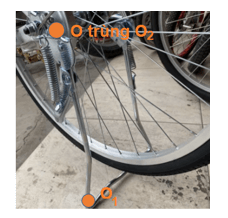 O trùng O₂
O₁